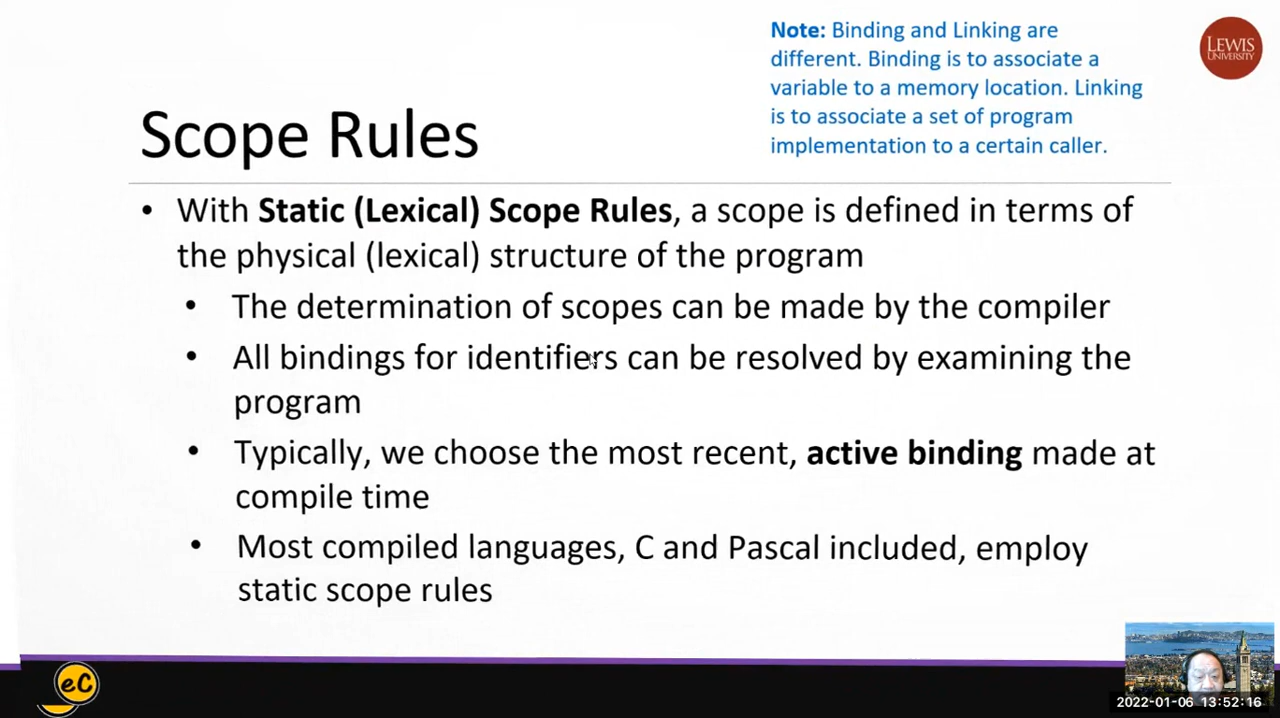 Note: Binding and Linking are
different. Binding is to associate a
variable to a memory location. Linking
is to associate a set of program
implementation to a certain caller.
LEWIS
UNIVERSITY
Scope Rules
• With Static (Lexical) Scope Rules, a scope is defined in terms of
the physical (lexical) structure of the program
• The determination of scopes can be made by the compiler
• All bindings for identifiers can be resolved by examining the
program
• Typically, we choose the most recent, active binding made at
compile time
• Most compiled languages, C and Pascal included, employ
static scope rules
eC
2022-01-06 13:52:16